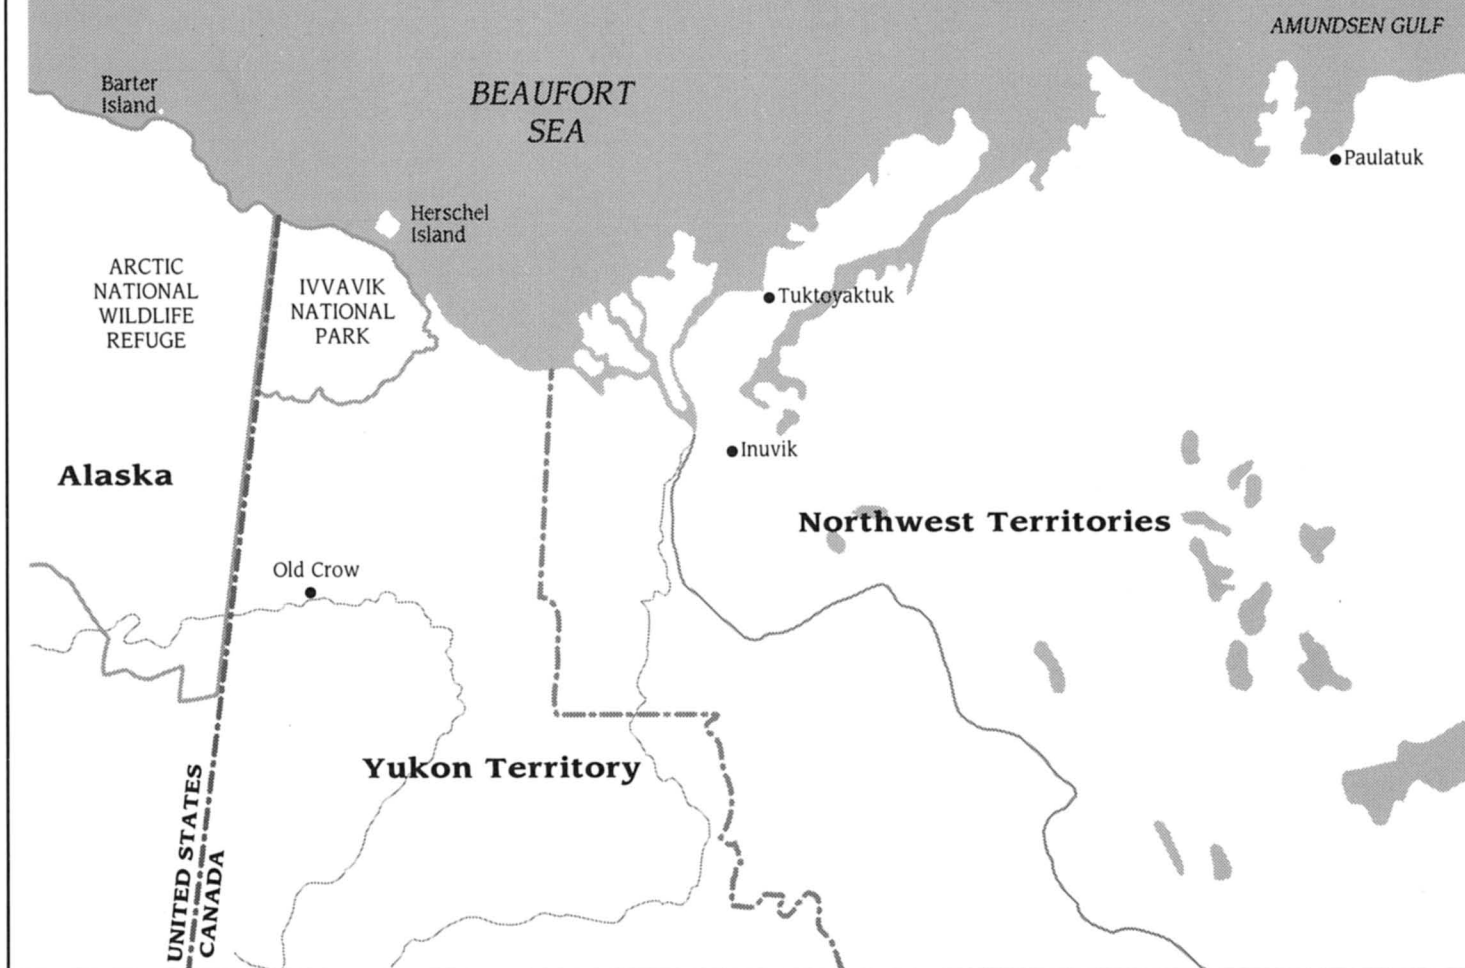 AMUNDSEN GULF
Barter
Island
BEAUFORT
SEA
Paulatuk
Herschel
Island
ARCTIC
NATIONAL
WILDLIFE
REFUGE
IVVAVIK
NATIONAL
PARK
Tuktoyaktuk
Inuvik
Alaska
Northwest Territories
Old Crow
Yukon Territory
UNITED STATES
CANADA